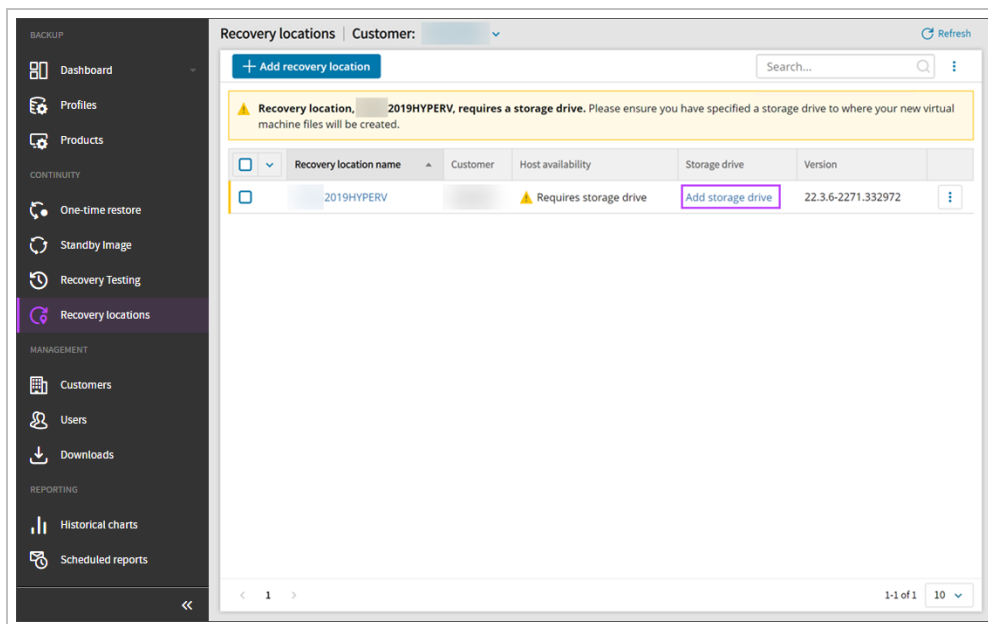 BACKUP
Dashboard
Profiles
Products
CONTINUITY
One-time restore
Standby Image
Recovery Testing
Recovery locations
MANAGEMENT
Customers
Users
Downloads
REPORTING
Historical charts
Scheduled reports
Recovery locations | Customer:
Refresh
+ Add recovery location
Search...
Recovery location, 2019HYPERV, requires a storage drive. Please ensure you have specified a storage drive to where your new virtual
machine files will be created.
Recovery location name Customer Host availability Storage drive Version
2019HYPERV Requires storage drive Add storage drive 22.3.6-2271.332972
< 1 > 1-1 of 1 10